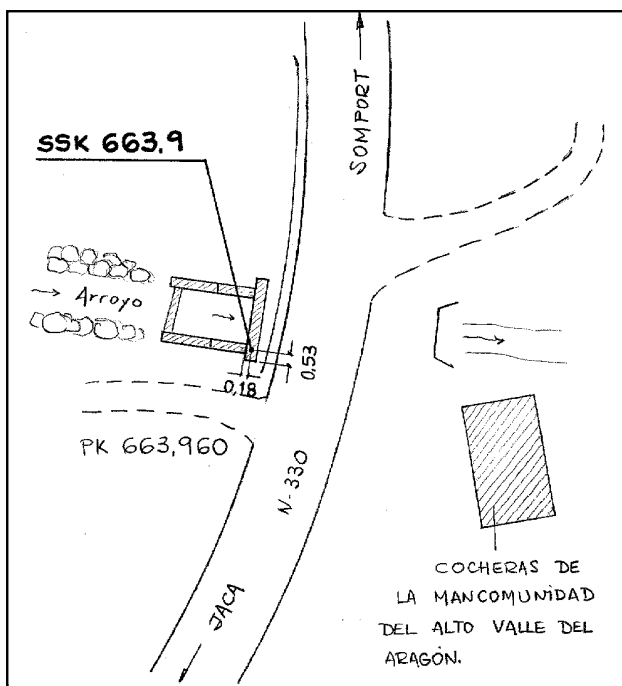 SOMPORT
SSK 663.9
Arroyo
0,53
0,18
PK 663,960
N-330
JACA
COCHERAS DE
LA MANCOMUNIDAD
DEL ALTO VALLE DEL
ARAGÓN.